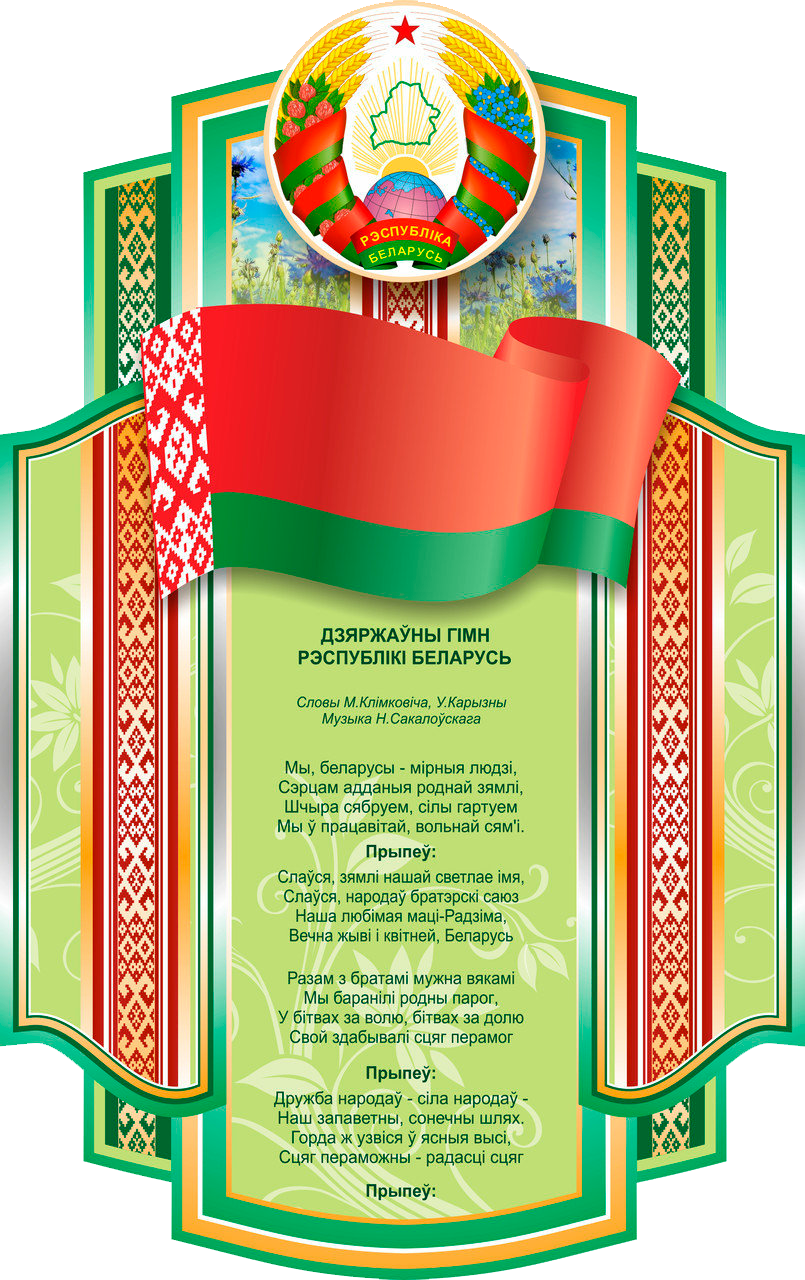 РЭСПУБЛІКА
БЕЛАРУСЬ
ДЗЯРЖАЎНЫ ГІМН
РЭСПУБЛІКІ БЕЛАРУСЬ
Словы М.Клімковіча, У.Карызны
Музыка Н.Сакалоўскага
Мы, беларусы - мірныя людзі,
Сэрцам адданыя роднай зямлі,
Шчыра сябруем, сілы гартуем
Мы ў працавітай, вольнай сям'і.
Прыпеў:
Слаўся, зямлі нашай светлае імя,
Слаўся, народаў братэрскі саюз
Наша любімая маці-Радзіма,
Вечна жыві і квітней, Беларусь
Разам з братамі мужна вякамі
Мы баранілі родны парог,
У бітвах за волю, бітвах за долю
Свой здабывалі сцяг перамог
Прыпеў:
Дружба народаў - сіла народаў -
Наш запаветны, сонечны шлях.
Горда ж узвіся ў ясныя высі,
Сцяг пераможны - радасці сцяг
Прыпеў: